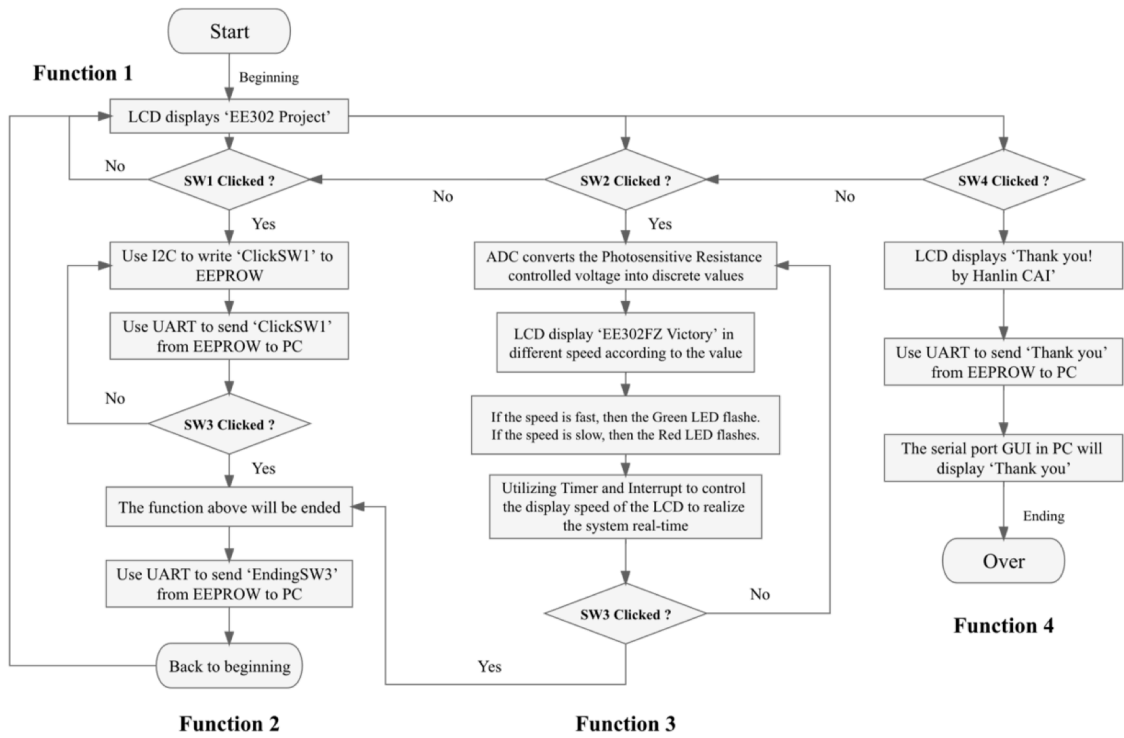 Start
Function 1
Beginning
LCD displays ‘EE302 Project’
No
SW1 Clicked ?
No
SW2 Clicked ?
No
SW4 Clicked ?
Yes
Use I2C to write ‘ClickSW1’ to
EEPROW
Use UART to send ‘ClickSW1’
from EEPROW to PC
No
SW3 Clicked ?
Yes
The function above will be ended
Use UART to send ‘EndingSW3’
from EEPROW to PC
Back to beginning
Function 2
Yes
ADC converts the Photosensitive Resistance
controlled voltage into discrete values
LCD display ‘EE302FZ Victory’ in
different speed according to the value
If the speed is fast, then the Green LED flashe.
If the speed is slow, then the Red LED flashes.
Utilizing Timer and Interrupt to control
the display speed of the LCD to realize
the system real-time
SW3 Clicked ?
No
Yes
Function 3
LCD displays ‘Thank you!
by Hanlin CAI’
Use UART to send ‘Thank you’
from EEPROW to PC
The serial port GUI in PC will
display ‘Thank you’
Ending
Over
Function 4